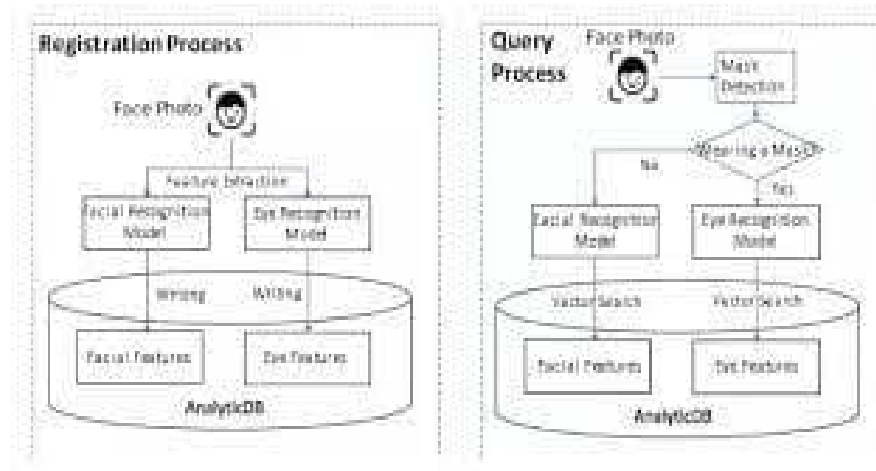 Registration Process
Face Photo
Feature Extraction
Facial Recognition
Model
Eye Recognition
Model
Writing
Writing
Facial Features
Eye Features
AnalyticDB
Query
Process
Face Photo
Mask
Detection
Wearing a Mask?
No
Yes
Facial Recognition
Model
Eye Recognition
Model
Vector Search
Vector Search
Facial Features
Eye Features
AnalyticDB